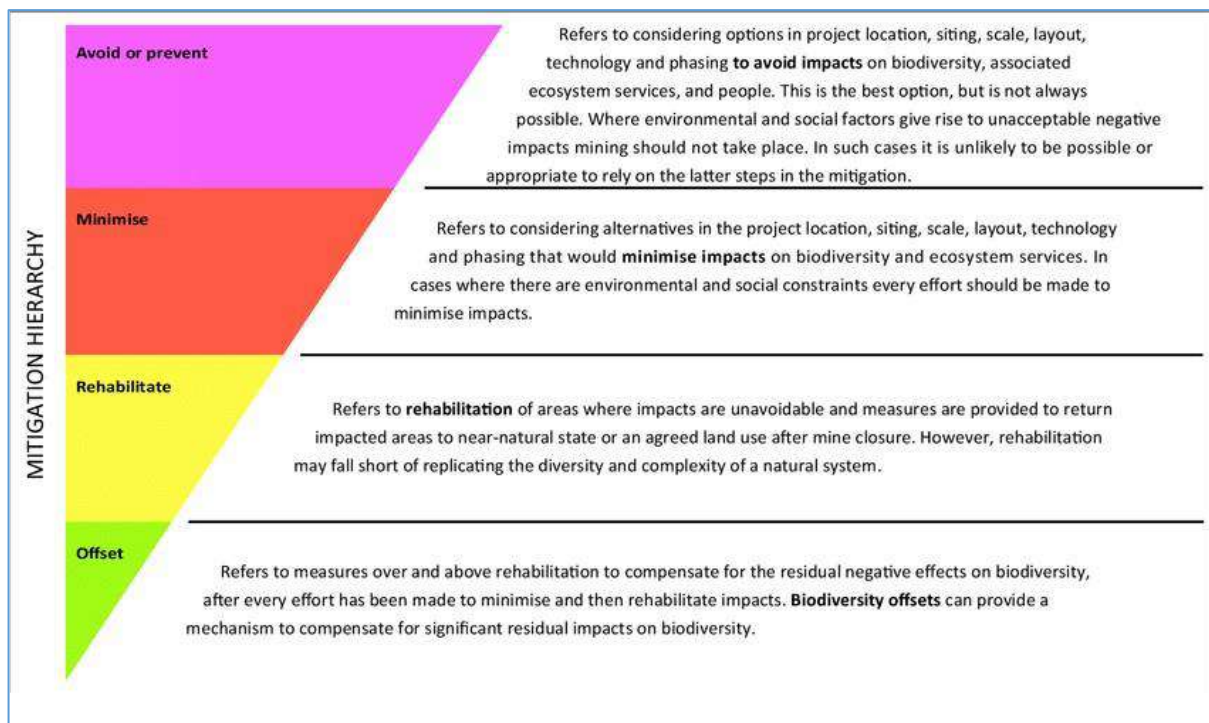 MITIGATION HIERARCHY
Avoid or prevent
Refers to considering options in project location, siting, scale, layout,
technology and phasing to avoid impacts on biodiversity, associated
ecosystem services, and people. This is the best option, but is not always
possible. Where environmental and social factors give rise to unacceptable negative
impacts mining should not take place. In such cases it is unlikely to be possible or
appropriate to rely on the latter steps in the mitigation.
Minimise
Refers to considering alternatives in the project location, siting, scale, layout, technology
and phasing that would minimise impacts on biodiversity and ecosystem services. In
cases where there are environmental and social constraints every effort should be made to
minimise impacts.
Rehabilitate
Refers to rehabilitation of areas where impacts are unavoidable and measures are provided to return
impacted areas to near-natural state or an agreed land use after mine closure. However, rehabilitation
may fall short of replicating the diversity and complexity of a natural system.
Offset
Refers to measures over and above rehabilitation to compensate for the residual negative effects on biodiversity,
after every effort has been made to minimise and then rehabilitate impacts. Biodiversity offsets can provide a
mechanism to compensate for significant residual impacts on biodiversity.